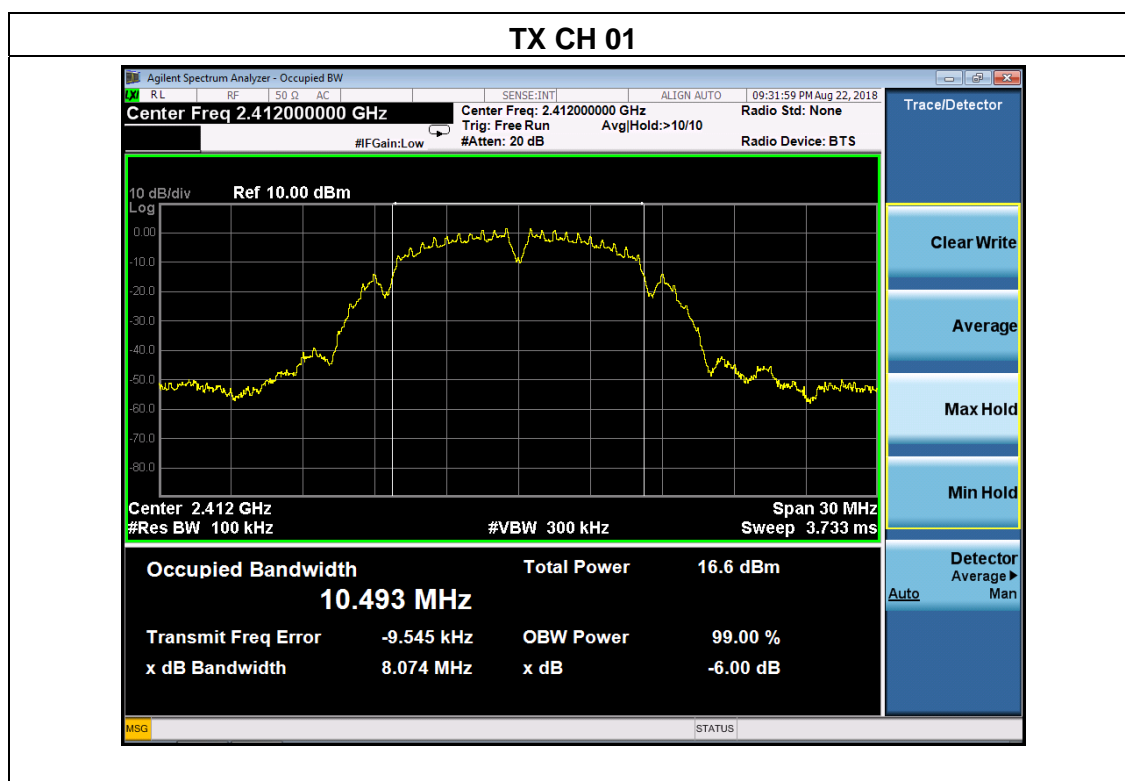 TX CH 01
Agilent Spectrum Analyzer - Occupied BW
LXI RL RF 50 Ω AC SENSE:INT ALIGN AUTO 09:31:59 PM Aug 22, 2018
Center Freq 2.412000000 GHz
Center Freq: 2.412000000 GHz Radio Std: None
Trig: Free Run Avg|Hold:>10/10
#IFGain:Low #Atten: 20 dB Radio Device: BTS
Trace/Detector
10 dB/div Ref 10.00 dBm
Log
0.00
-10.0
-20.0
-30.0
-40.0
-50.0
-60.0
-70.0
-80.0
Center 2.412 GHz Span 30 MHz
#Res BW 100 kHz #VBW 300 kHz Sweep 3.733 ms
Clear Write
Average
Max Hold
Min Hold
Detector
Average▶
Auto Man
Occupied Bandwidth Total Power 16.6 dBm
10.493 MHz
Transmit Freq Error -9.545 kHz OBW Power 99.00 %
x dB Bandwidth 8.074 MHz x dB -6.00 dB
MSG STATUS